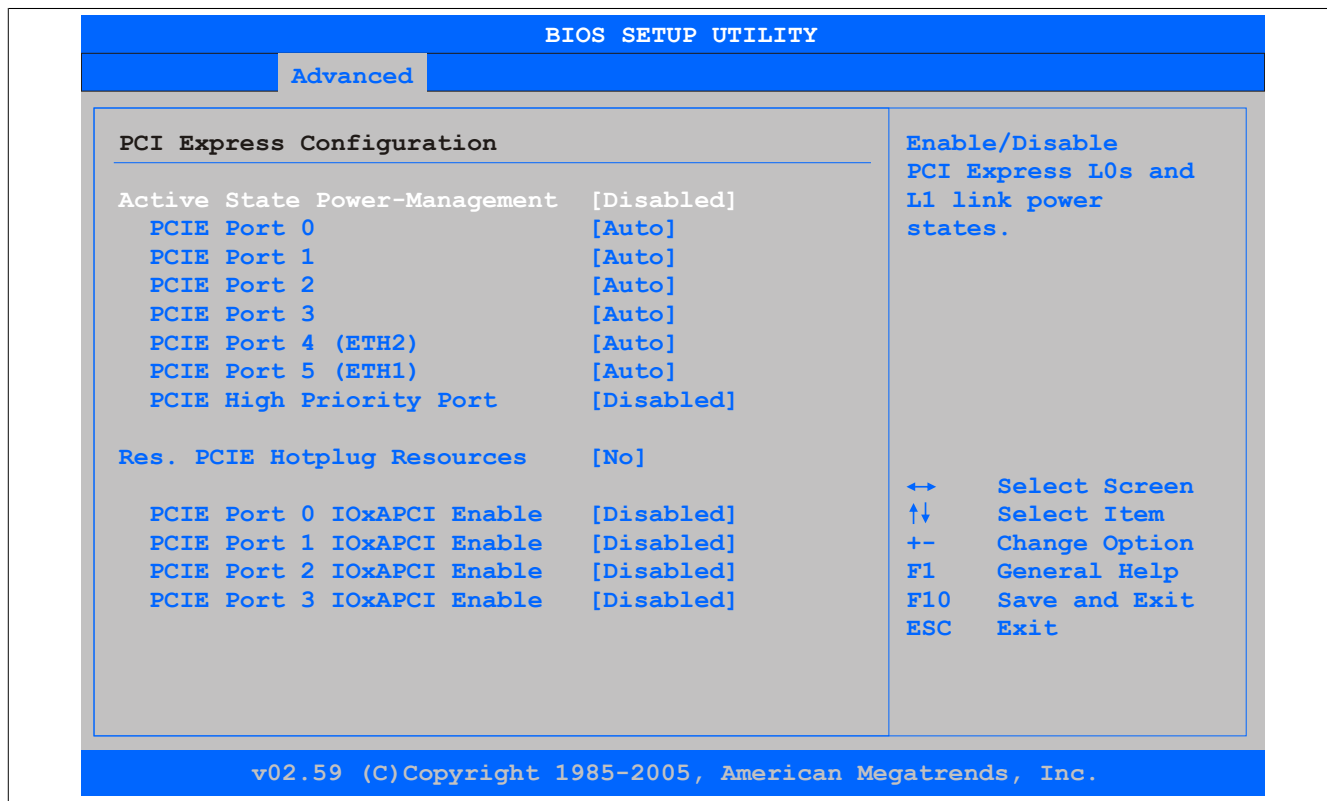 BIOS SETUP UTILITY
Advanced
PCI Express Configuration
Active State Power-Management [Disabled]
PCIE Port 0 [Auto]
PCIE Port 1 [Auto]
PCIE Port 2 [Auto]
PCIE Port 3 [Auto]
PCIE Port 4 (ETH2) [Auto]
PCIE Port 5 (ETH1) [Auto]
PCIE High Priority Port [Disabled]
Res. PCIE Hotplug Resources [No]
PCIE Port 0 IOxAPCI Enable [Disabled]
PCIE Port 1 IOxAPCI Enable [Disabled]
PCIE Port 2 IOxAPCI Enable [Disabled]
PCIE Port 3 IOxAPCI Enable [Disabled]
Enable/Disable
PCI Express L0s and
L1 link power
states.
↔ Select Screen
↑↓ Select Item
+- Change Option
F1 General Help
F10 Save and Exit
ESC Exit
v02.59 (C)Copyright 1985-2005, American Megatrends, Inc.